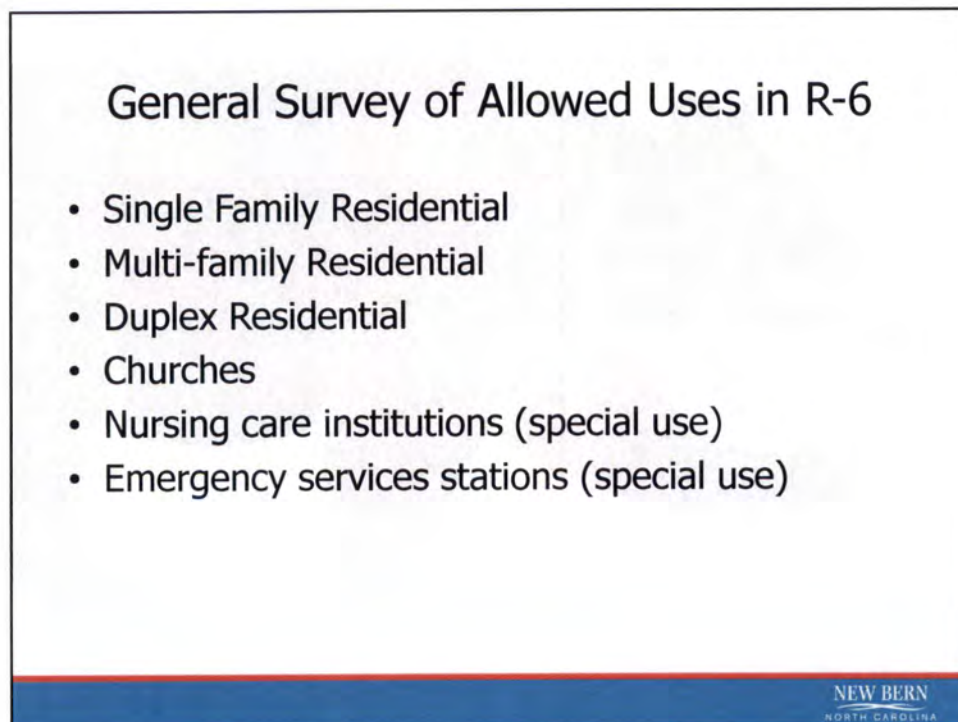 General Survey of Allowed Uses in R-6
• Single Family Residential
• Multi-family Residential
• Duplex Residential
• Churches
• Nursing care institutions (special use)
• Emergency services stations (special use)
NEW BERN
NORTH CAROLINA